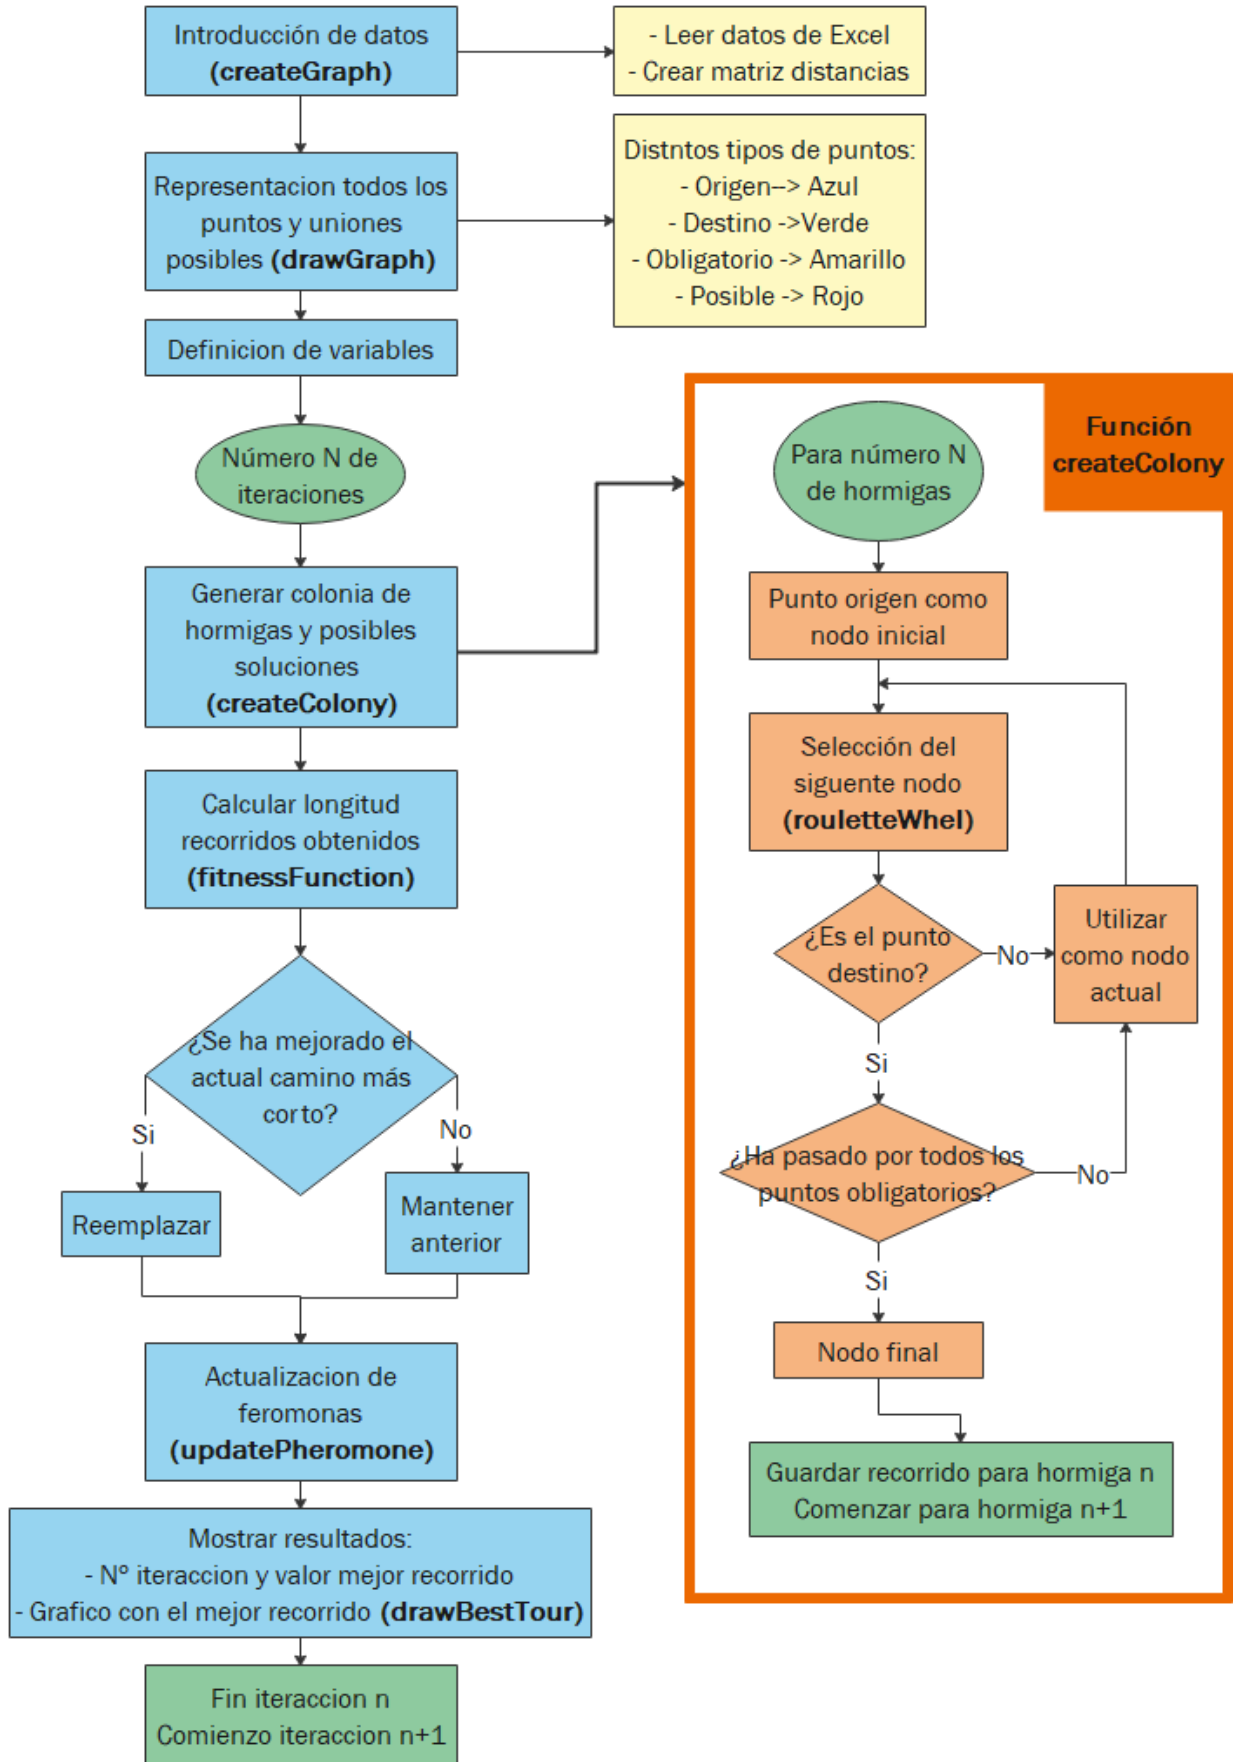 Introducción de datos
(createGraph)
- Leer datos de Excel
- Crear matriz distancias
Representacion todos los
puntos y uniones
posibles (drawGraph)
Distntos tipos de puntos:
- Origen--> Azul
- Destino ->Verde
- Obligatorio -> Amarillo
- Posible -> Rojo
Definicion de variables
Número N de
iteraciones
Generar colonia de
hormigas y posibles
soluciones
(createColony)
Calcular longitud
recorridos obtenidos
(fitnessFunction)
¿Se ha mejorado el
actual camino más
corto?
Si
No
Reemplazar
Mantener
anterior
Actualizacion de
feromonas
(updatePheromone)
Mostrar resultados:
- Nº iteraccion y valor mejor recorrido
- Grafico con el mejor recorrido (drawBestTour)
Fin iteraccion n
Comienzo iteraccion n+1
Función
createColony
Para número N
de hormigas
Punto origen como
nodo inicial
Selección del
siguente nodo
(rouletteWhel)
¿Es el punto
destino?
No
Utilizar
como nodo
actual
Si
¿Ha pasado por todos los
puntos obligatorios?
No
Si
Nodo final
Guardar recorrido para hormiga n
Comenzar para hormiga n+1